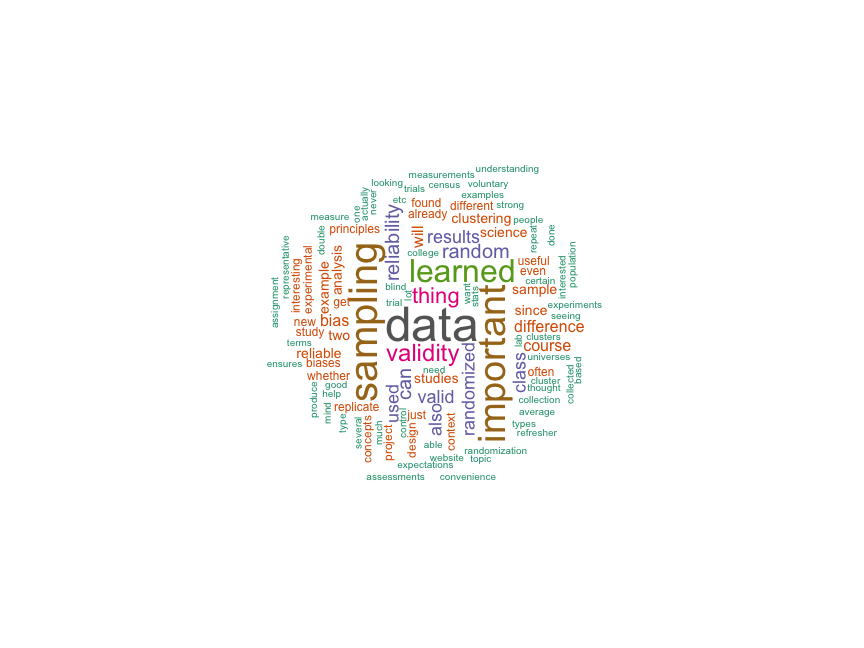 understanding
measurements
looking
trials
census
voluntary
examples
etc
found
different
strong
one
actually
never
already
clustering
people
measure
principles
will
results
science
double
reliability
random
repeat
done
college
useful
representative
interesting
experimental
example
analysis
learned
even
interested
population
certain
assignment
blind
lot
thing
want
stats
sample
get
trial
experiments
since
seeing
new
bias
sampling
data
important
difference
study
two
terms
lab
clusters
reliable
validity
course
universes
ensures
biases
need
randomized
class
often
whether
can
studies
cluster
thought
collected
based
good
help
used
valid
collection
produce
mind
type
replicate
control
just
also
context
average
types
refresher
several
concepts
much
project
design
able
randomization
website
topic
expectations
assessments
convenience